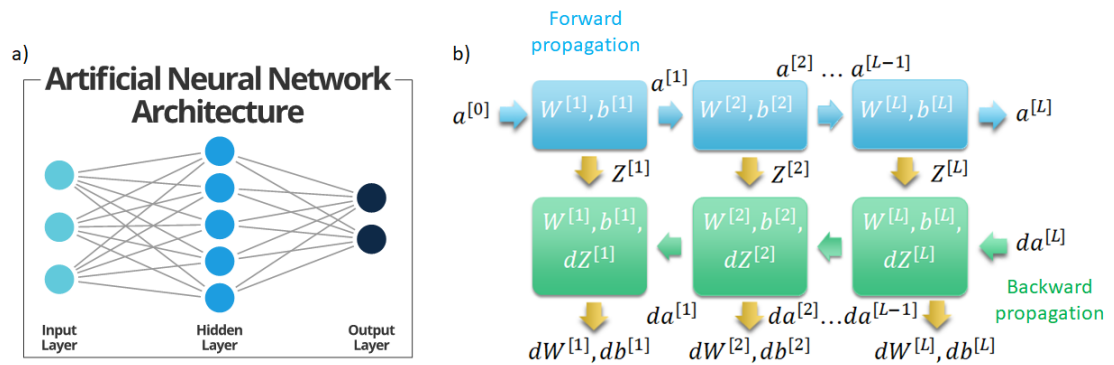 a)
Artificial Neural Network
Architecture
Input
Layer
Hidden
Layer
Output
Layer
b)
Forward
propagation
a^[0]
W^[1], b^[1]
a^[1]
W^[2], b^[2]
a^[2] … a^[L−1]
W^[L], b^[L]
a^[L]
Z^[1]
Z^[2]
Z^[L]
W^[1], b^[1],
dZ^[1]
W^[2], b^[2],
dZ^[2]
W^[L], b^[L],
dZ^[L]
da^[L]
Backward
propagation
da^[1]
da^[2]…da^[L−1]
dW^[1], db^[1]
dW^[2], db^[2]
dW^[L], db^[L]